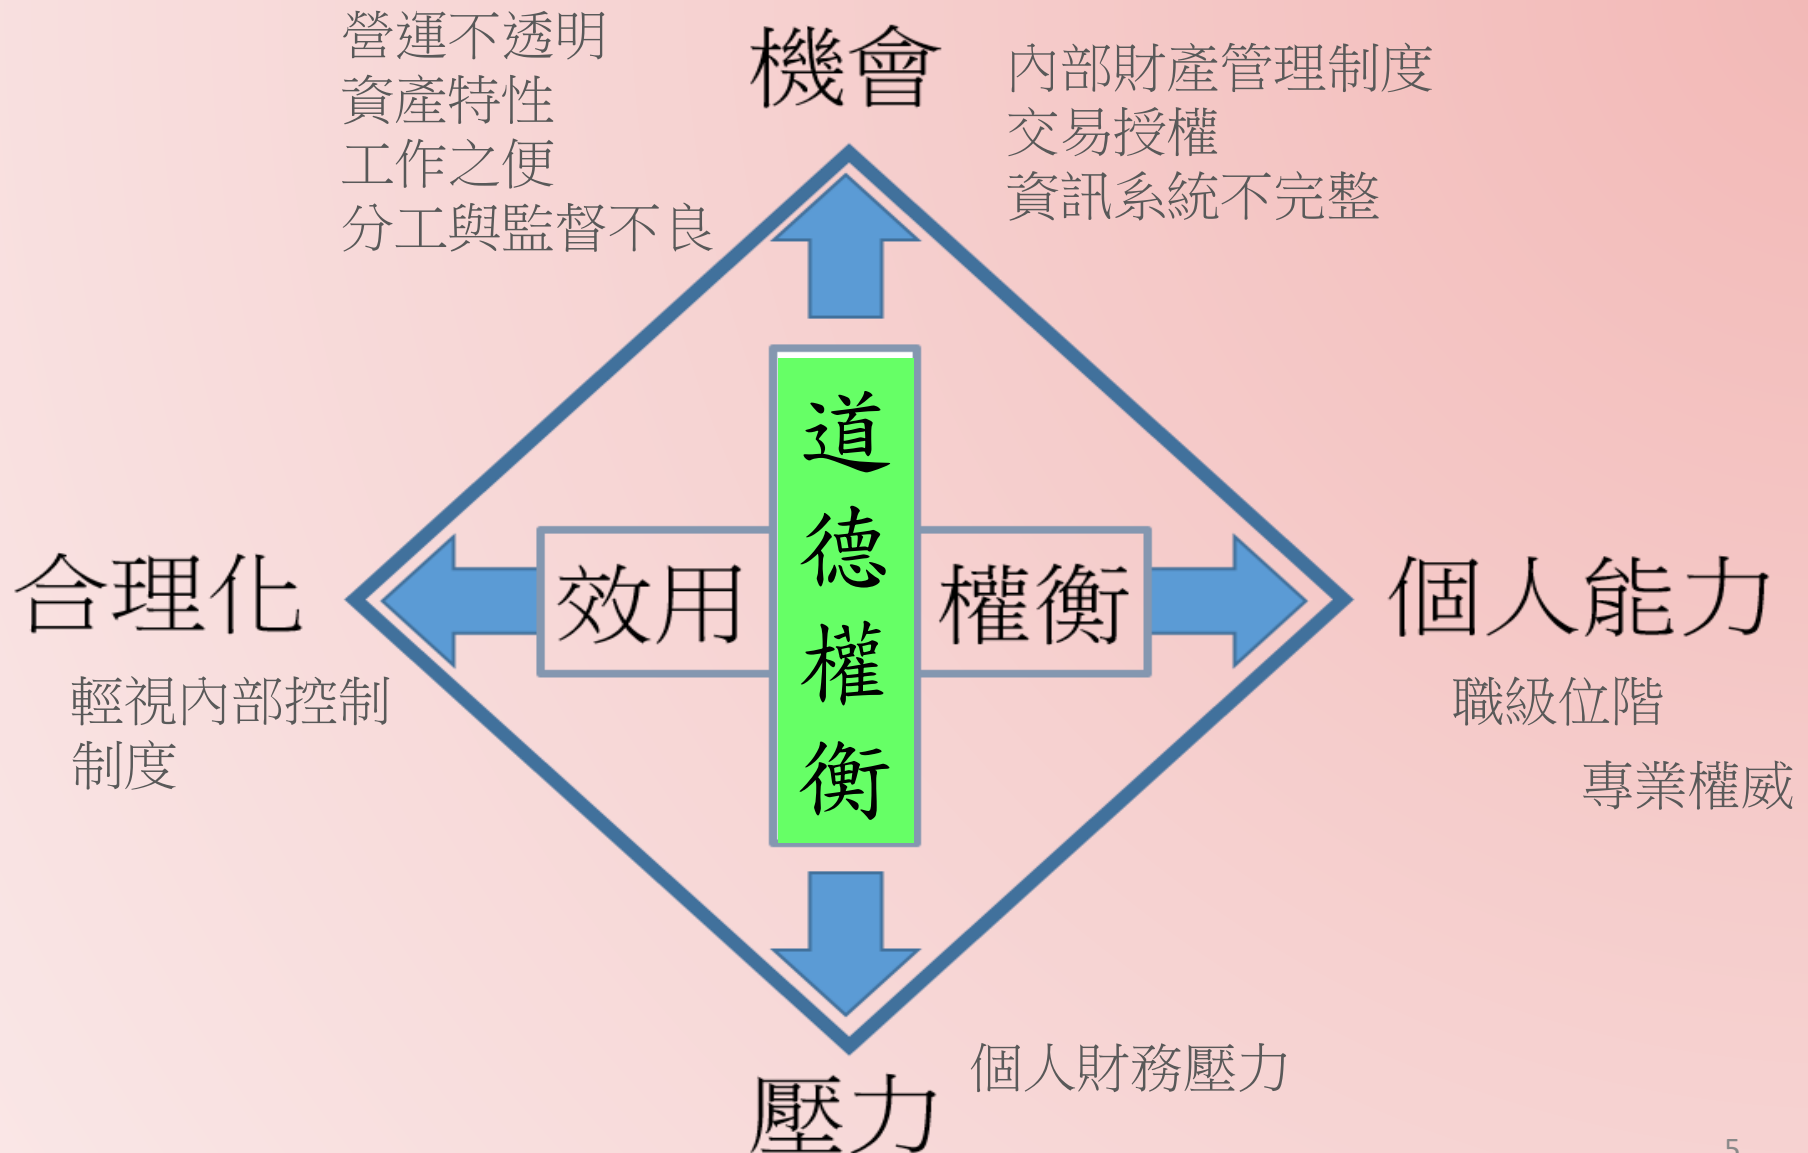 營運不透明
資產特性
工作之便
分工與監督不良
機會
內部財產管理制度
交易授權
資訊系統不完整
合理化
效用
道
德
權
衡
權衡
個人能力
輕視內部控制
制度
職級位階
專業權威
個人財務壓力
壓力
5